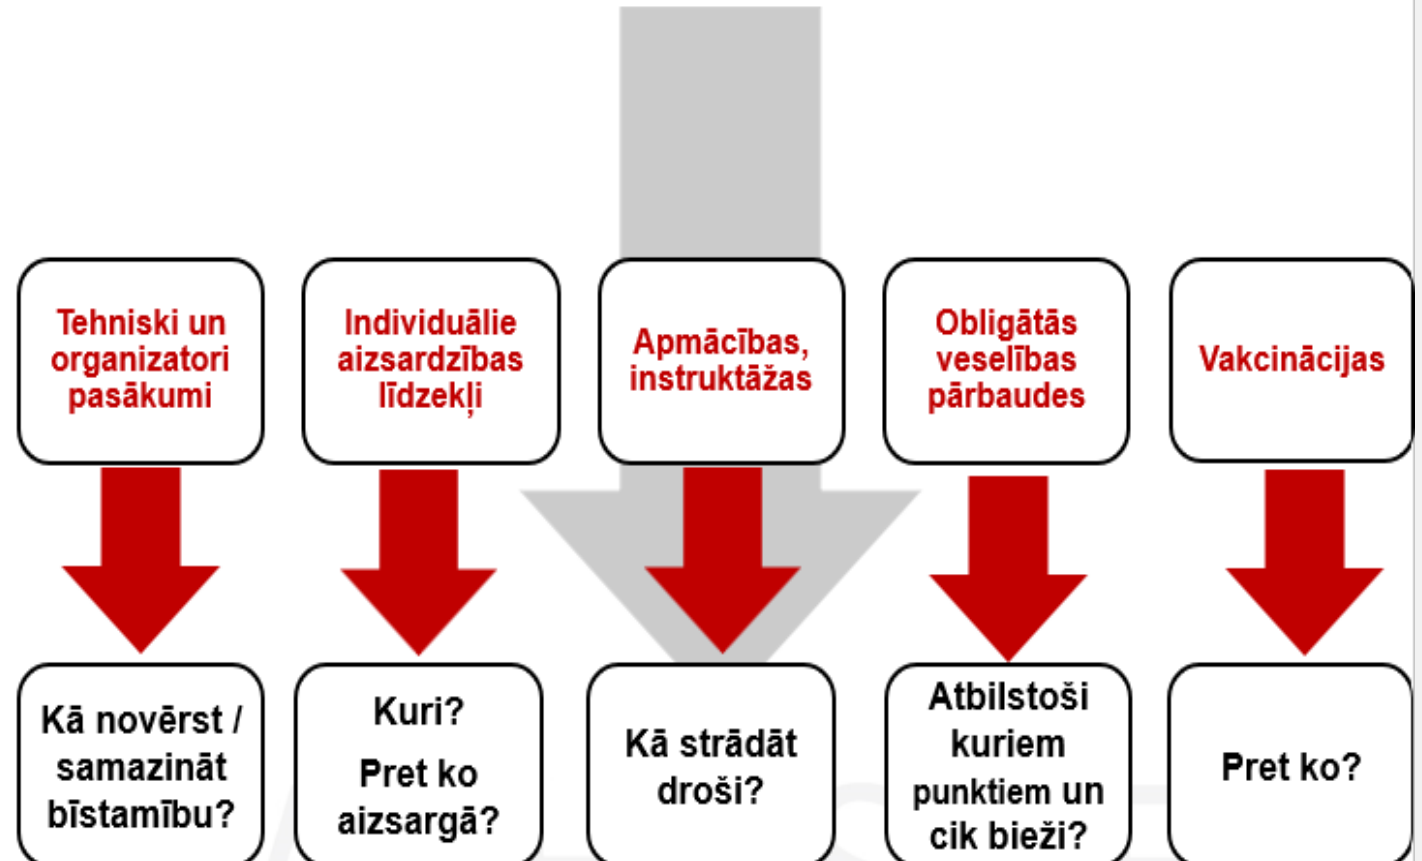 Tehniski un
organizatori
pasākumi
Individuālie
aizsardzības
līdzekļi
Apmācības,
instruktāžas
Obligātās
veselības
pārbaudes
Vakcinācijas
Kā novērst /
samazināt
bīstamību?
Kuri?
Pret ko
aizsargā?
Kā strādāt
droši?
Atbilstoši
kuriem
punktiem un
cik bieži?
Pret ko?